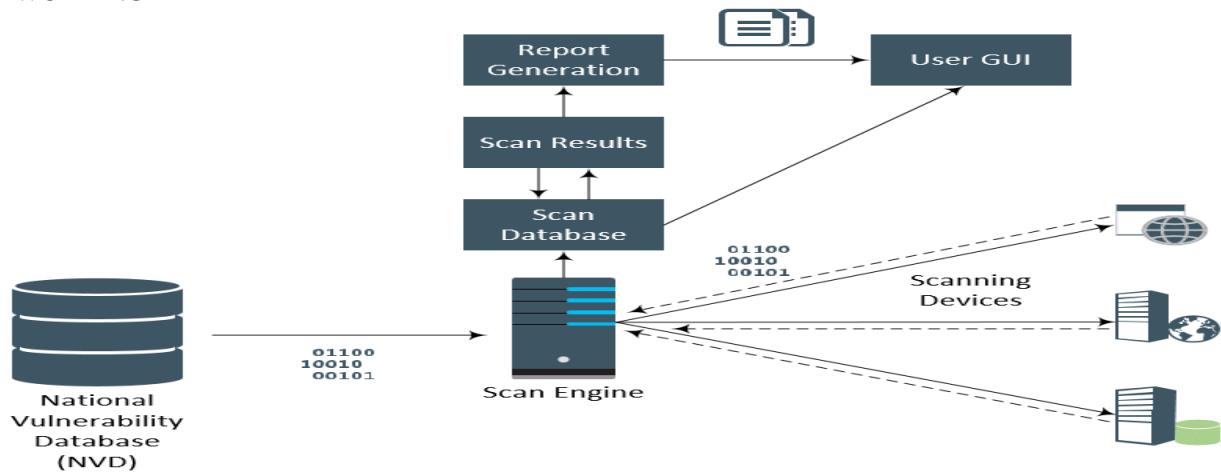 Report
Generation
User GUI
Scan Results
Scan
Database
01100
10010
00101
Scanning
Devices
01100
10010
00101
Scan Engine
National
Vulnerability
Database
(NVD)